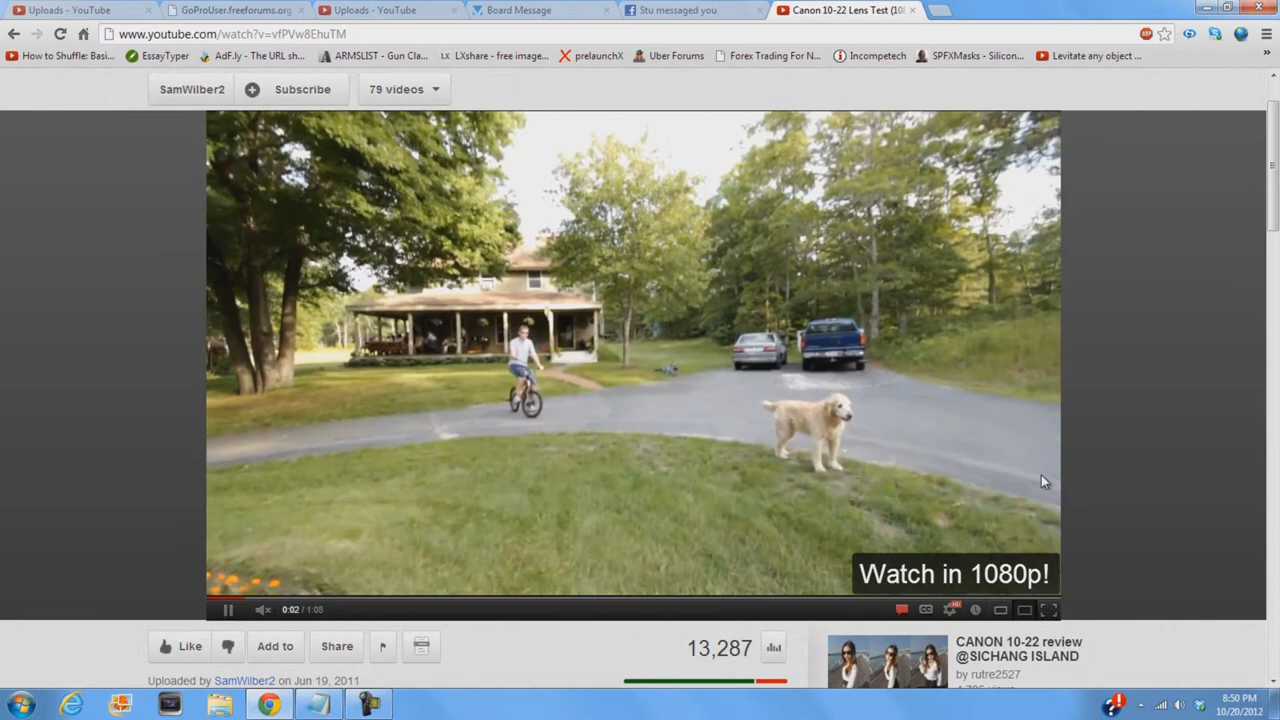 Uploads - YouTube
GoProUser.freeforums.org
Uploads - YouTube
Board Message
Stu messaged you
Canon 10-22 Lens Test (108
www.youtube.com/watch?v=vfPVw8EhuTM
How to Shuffle: Basi...
EssayTyper
AdF.ly - The URL sh...
ARMSLIST - Gun Cla...
LXshare - free image...
prelaunchX
Uber Forums
Forex Trading For N...
Incompetech
SPFXMasks - Silicon...
Levitate any object ...
SamWilber2
Subscribe
79 videos
Watch in 1080p!
0:02 / 1:08
CC
HD
Like
Add to
Share
13,287
CANON 10-22 review
@SICHANG ISLAND
by rutre2527
Uploaded by SamWilber2 on Jun 19, 2011
8:50 PM
10/20/2012